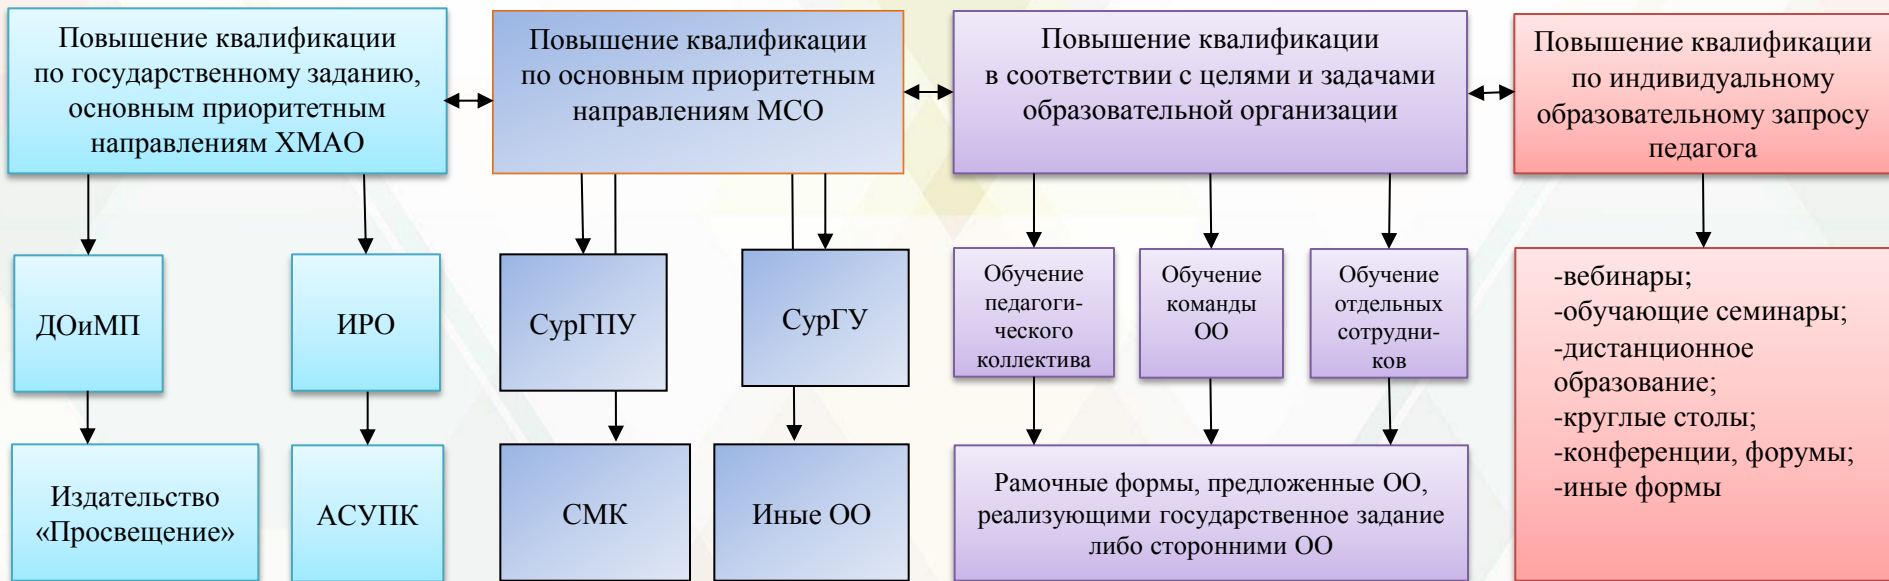 Повышение квалификации
по государственному заданию,
основным приоритетным
направлениям ХМАО
Повышение квалификации
по основным приоритетным
направлениям МСО
Повышение квалификации
в соответствии с целями и задачами
образовательной организации
Повышение квалификации
по индивидуальному
образовательному запросу
педагога
ДОиМП
ИРО
СурГПУ
СурГУ
Обучение
педагоги-
ческого
коллектива
Обучение
команды
ОО
Обучение
отдельных
сотрудни-
ков
-вебинары;
-обучающие семинары;
-дистанционное
образование;
-круглые столы;
-конференции, форумы;
-иные формы
Издательство
«Просвещение»
АСУПК
СМК
Иные ОО
Рамочные формы, предложенные ОО,
реализующими государственное задание
либо сторонними ОО